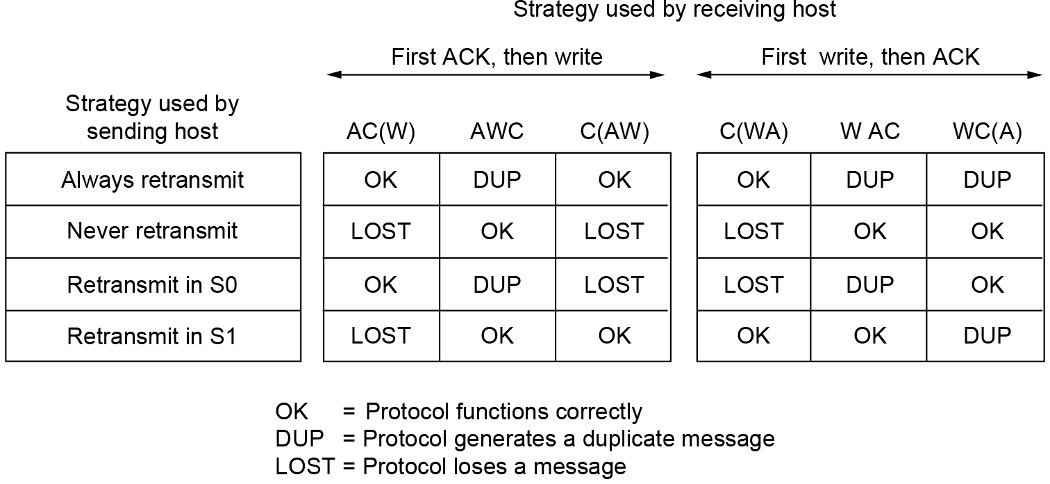 Strategy used by receiving host
First ACK, then write
First write, then ACK
Strategy used by
sending host
AC(W) AWC C(AW) C(WA) W AC WC(A)
Always retransmit OK DUP OK OK DUP DUP
Never retransmit LOST OK LOST LOST OK OK
Retransmit in S0 OK DUP LOST LOST DUP OK
Retransmit in S1 LOST OK OK OK OK DUP
OK = Protocol functions correctly
DUP = Protocol generates a duplicate message
LOST = Protocol loses a message